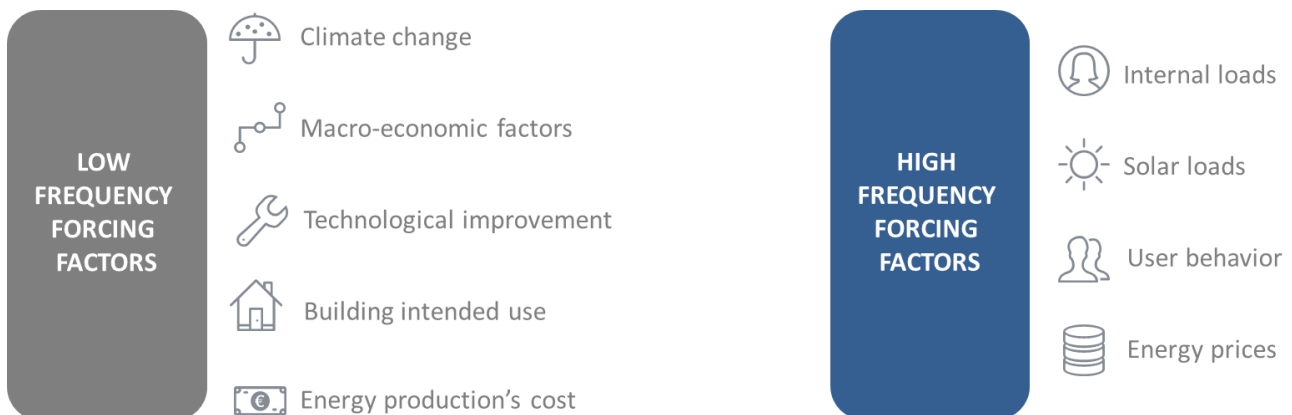 LOW
FREQUENCY
FORCING
FACTORS
Climate change
Macro-economic factors
Technological improvement
Building intended use
Energy production's cost
HIGH
FREQUENCY
FORCING
FACTORS
Internal loads
Solar loads
User behavior
Energy prices